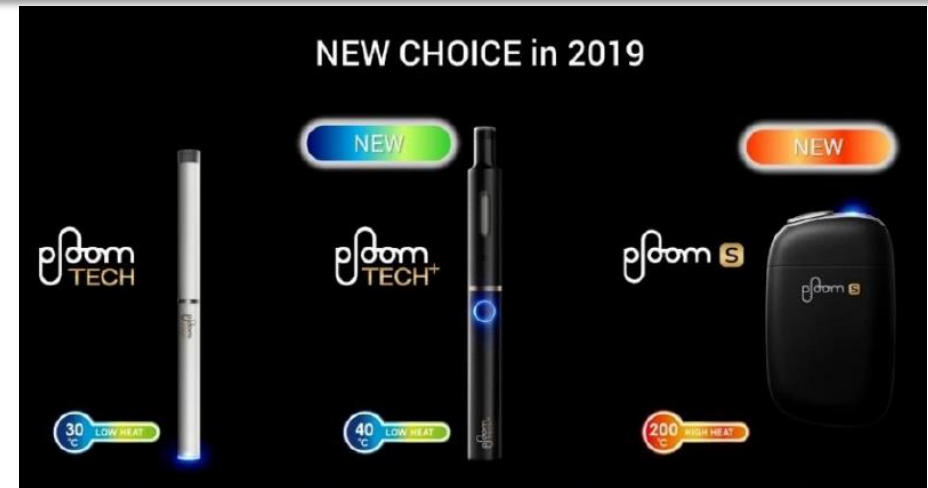 NEW CHOICE in 2019
NEW
NEW
ploom
TECH
ploom
TECH+
ploom S
ploom S
ploom
30
°C
LOW HEAT
40
°C
LOW HEAT
200
°C
HIGH HEAT